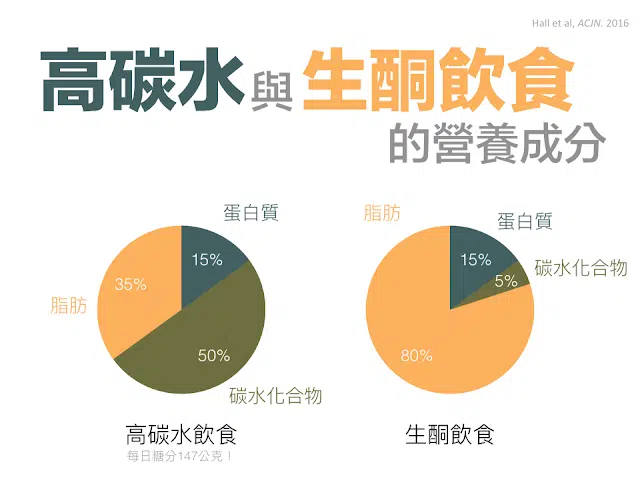 Hall et al, ACJN. 2016
高碳水與生酮飲食
的營養成分
蛋白質
15%
35%
脂肪
50%
碳水化合物
高碳水飲食
每日糖分147公克！
脂肪
蛋白質
15%
碳水化合物
5%
80%
生酮飲食